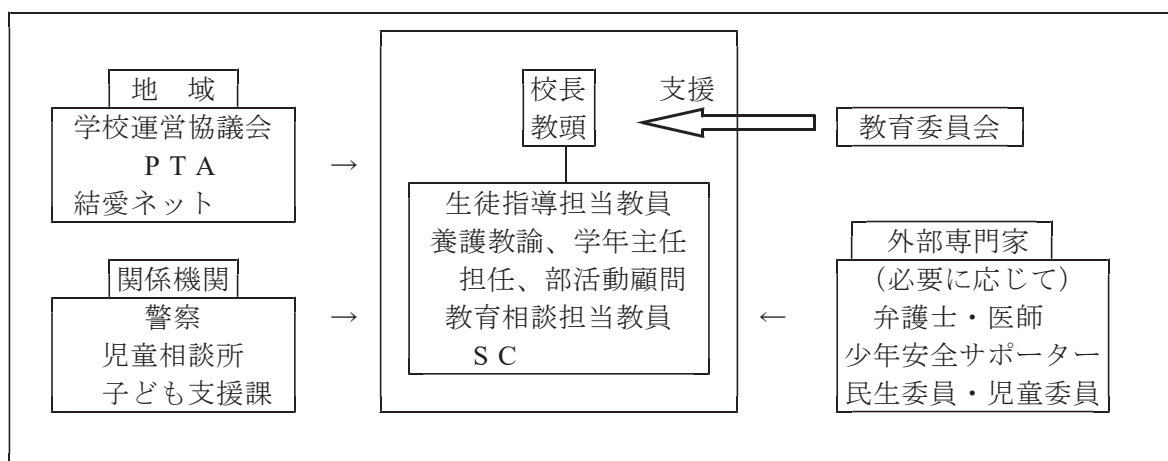 地　域
学校運営協議会
ＰＴＡ
結愛ネット
→
関係機関
警察
児童相談所
子ども支援課
→
校長
教頭
支援
生徒指導担当教員
養護教諭、学年主任
担任、部活動顧問
教育相談担当教員
ＳＣ
教育委員会
外部専門家
（必要に応じて）
弁護士・医師
少年安全サポーター
民生委員・児童委員
←